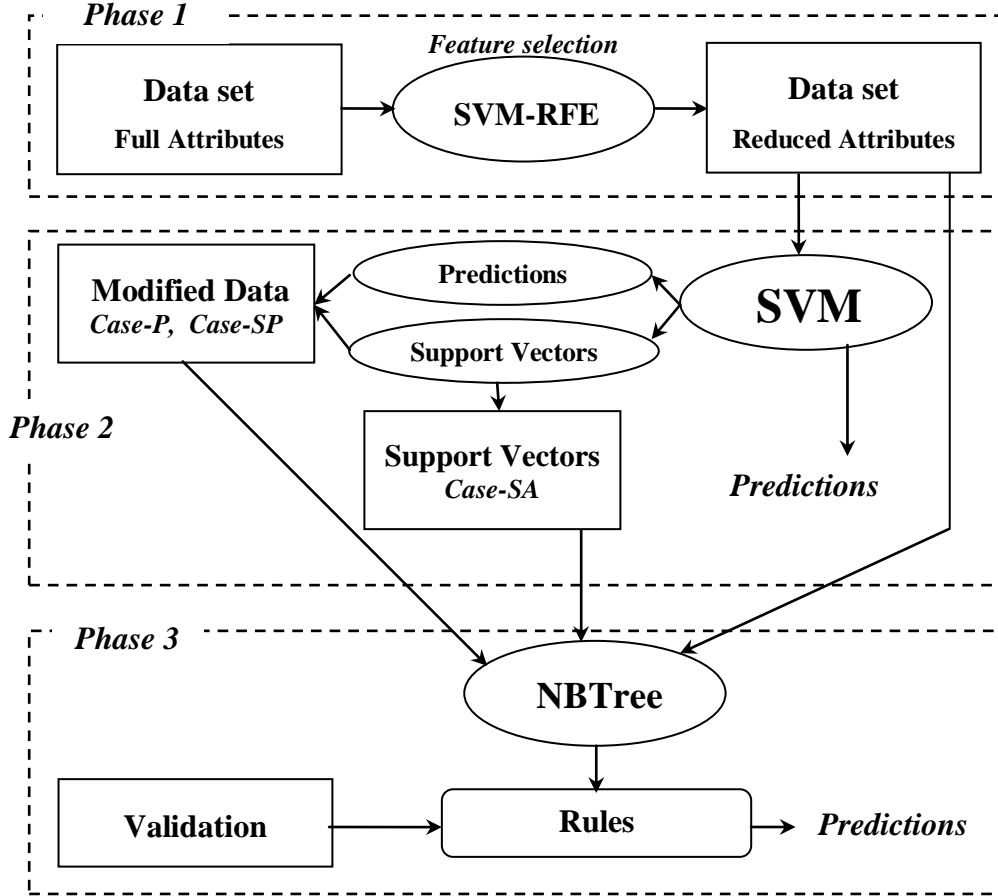 Phase 1
Feature selection
Data set
Full Attributes
SVM-RFE
Data set
Reduced Attributes
Modified Data
Case-P, Case-SP
Predictions
Support Vectors
SVM
Phase 2
Support Vectors
Case-SA
Predictions
Phase 3
NBTree
Validation
Rules
Predictions